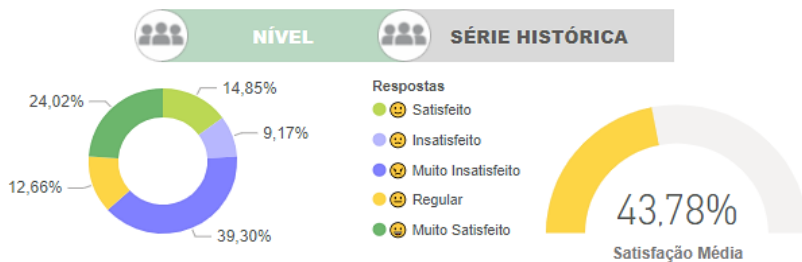 NÍVEL
SÉRIE HISTÓRICA
14,85%
9,17%
39,30%
12,66%
24,02%
Respostas
Satisfeito
Insatisfeito
Muito Insatisfeito
Regular
Muito Satisfeito
43,78%
Satisfação Média